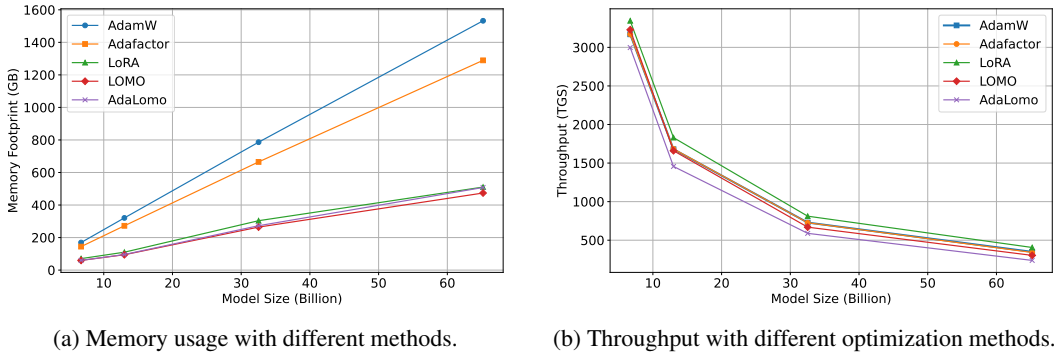 1600
1400
1200
1000
800
600
400
200
0
Memory Footprint (GB)
AdamW
Adafactor
LoRA
LOMO
AdaLomo
10 20 30 40 50 60
Model Size (Billion)
(a) Memory usage with different methods.
3000
2500
2000
1500
1000
500
Throughput (TGS)
AdamW
Adafactor
LoRA
LOMO
AdaLomo
10 20 30 40 50 60
Model Size (Billion)
(b) Throughput with different optimization methods.